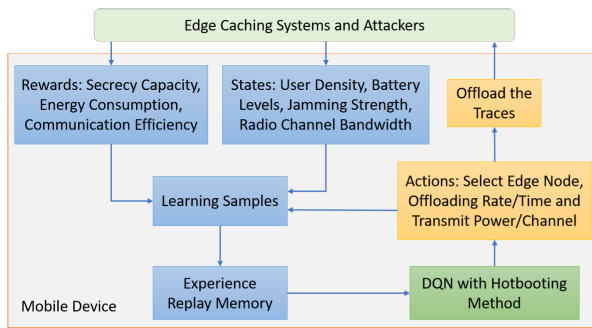 Edge Caching Systems and Attackers
Rewards: Secrecy Capacity,
Energy Consumption,
Communication Efficiency
States: User Density, Battery
Levels, Jamming Strength,
Radio Channel Bandwidth
Offload the
Traces
Learning Samples
Actions: Select Edge Node,
Offloading Rate/Time and
Transmit Power/Channel
Experience
Replay Memory
DQN with Hotbooting
Method
Mobile Device